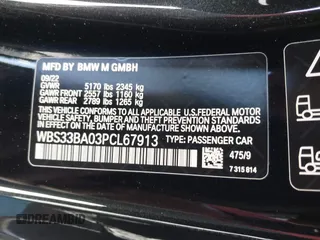 MFD BY BMW M GMBH
09/22
GVWR 5170 lbs 2345 kg
GAWR FRONT 2557 lbs 1160 kg
GAWR REAR 2789 lbs 1265 kg
THIS VEHICLE CONFORMS TO ALL APPLICABLE
U.S. FEDERAL MOTOR VEHICLE SAFETY, BUMPER
AND THEFT PREVENTION STANDARDS IN EFFECT
ON THE DATE OF MANUFACTURE SHOWN ABOVE.
WBS33BA03PCL67913 TYPE: PASSENGER CAR
475/9
7 315 814
DREAMBID